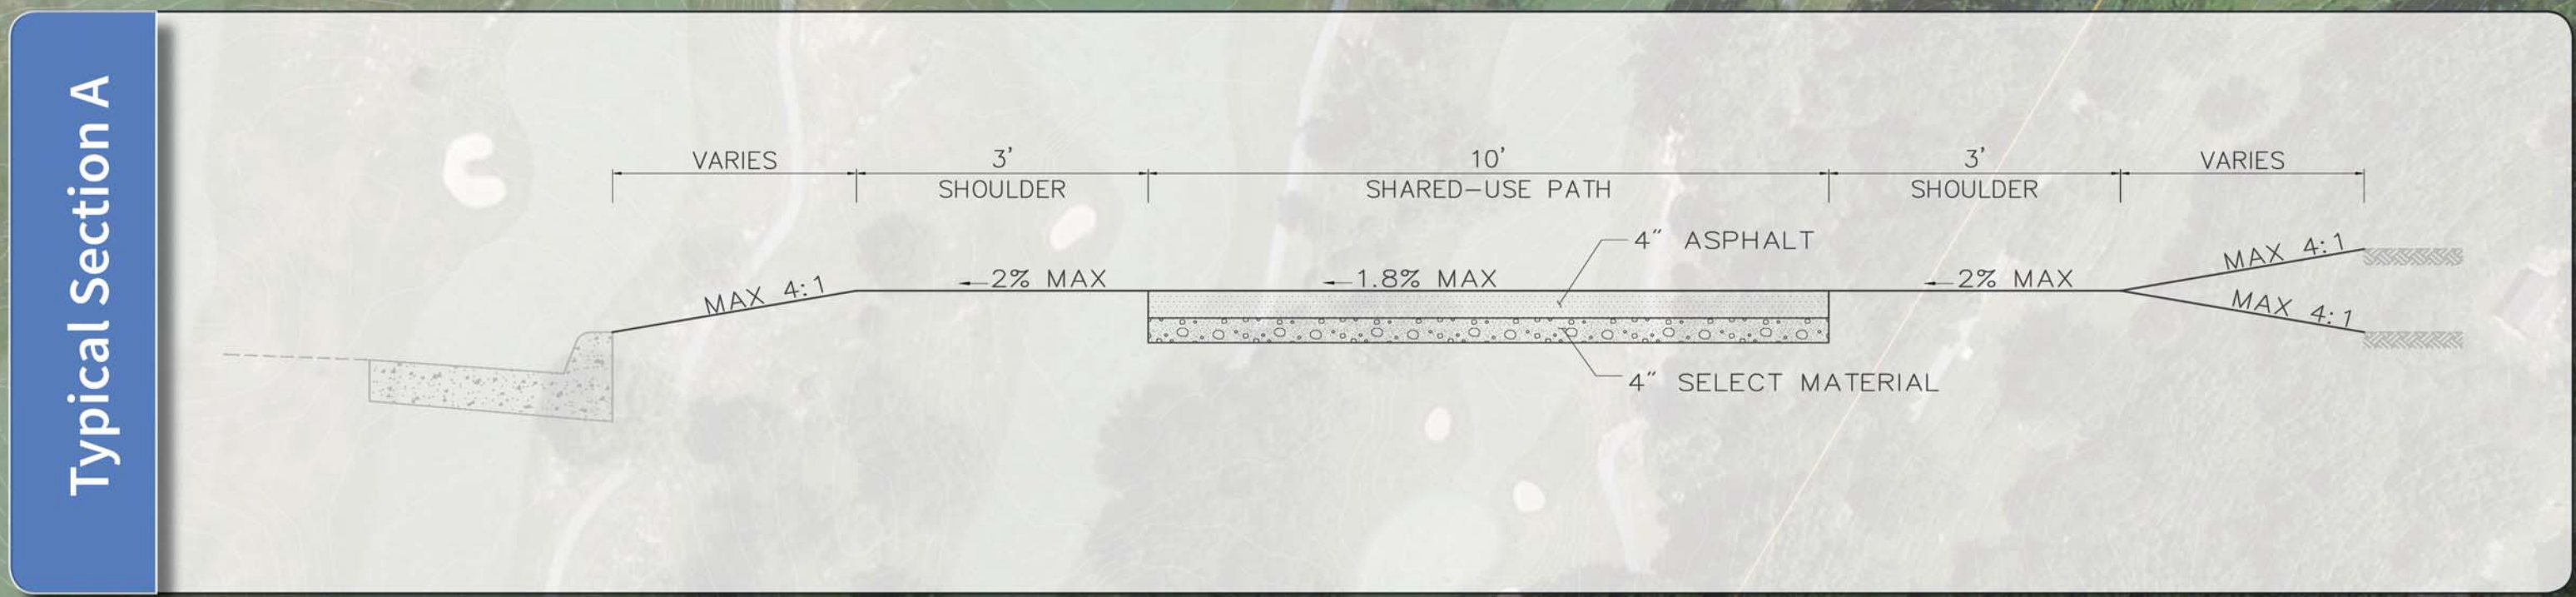 Typical Section A
VARIES
3'
SHOULDER
10'
SHARED-USE PATH
3'
SHOULDER
VARIES
4" ASPHALT
MAX 4:1
2% MAX
1.8% MAX
2% MAX
MAX 4:1
MAX 4:1
4" SELECT MATERIAL